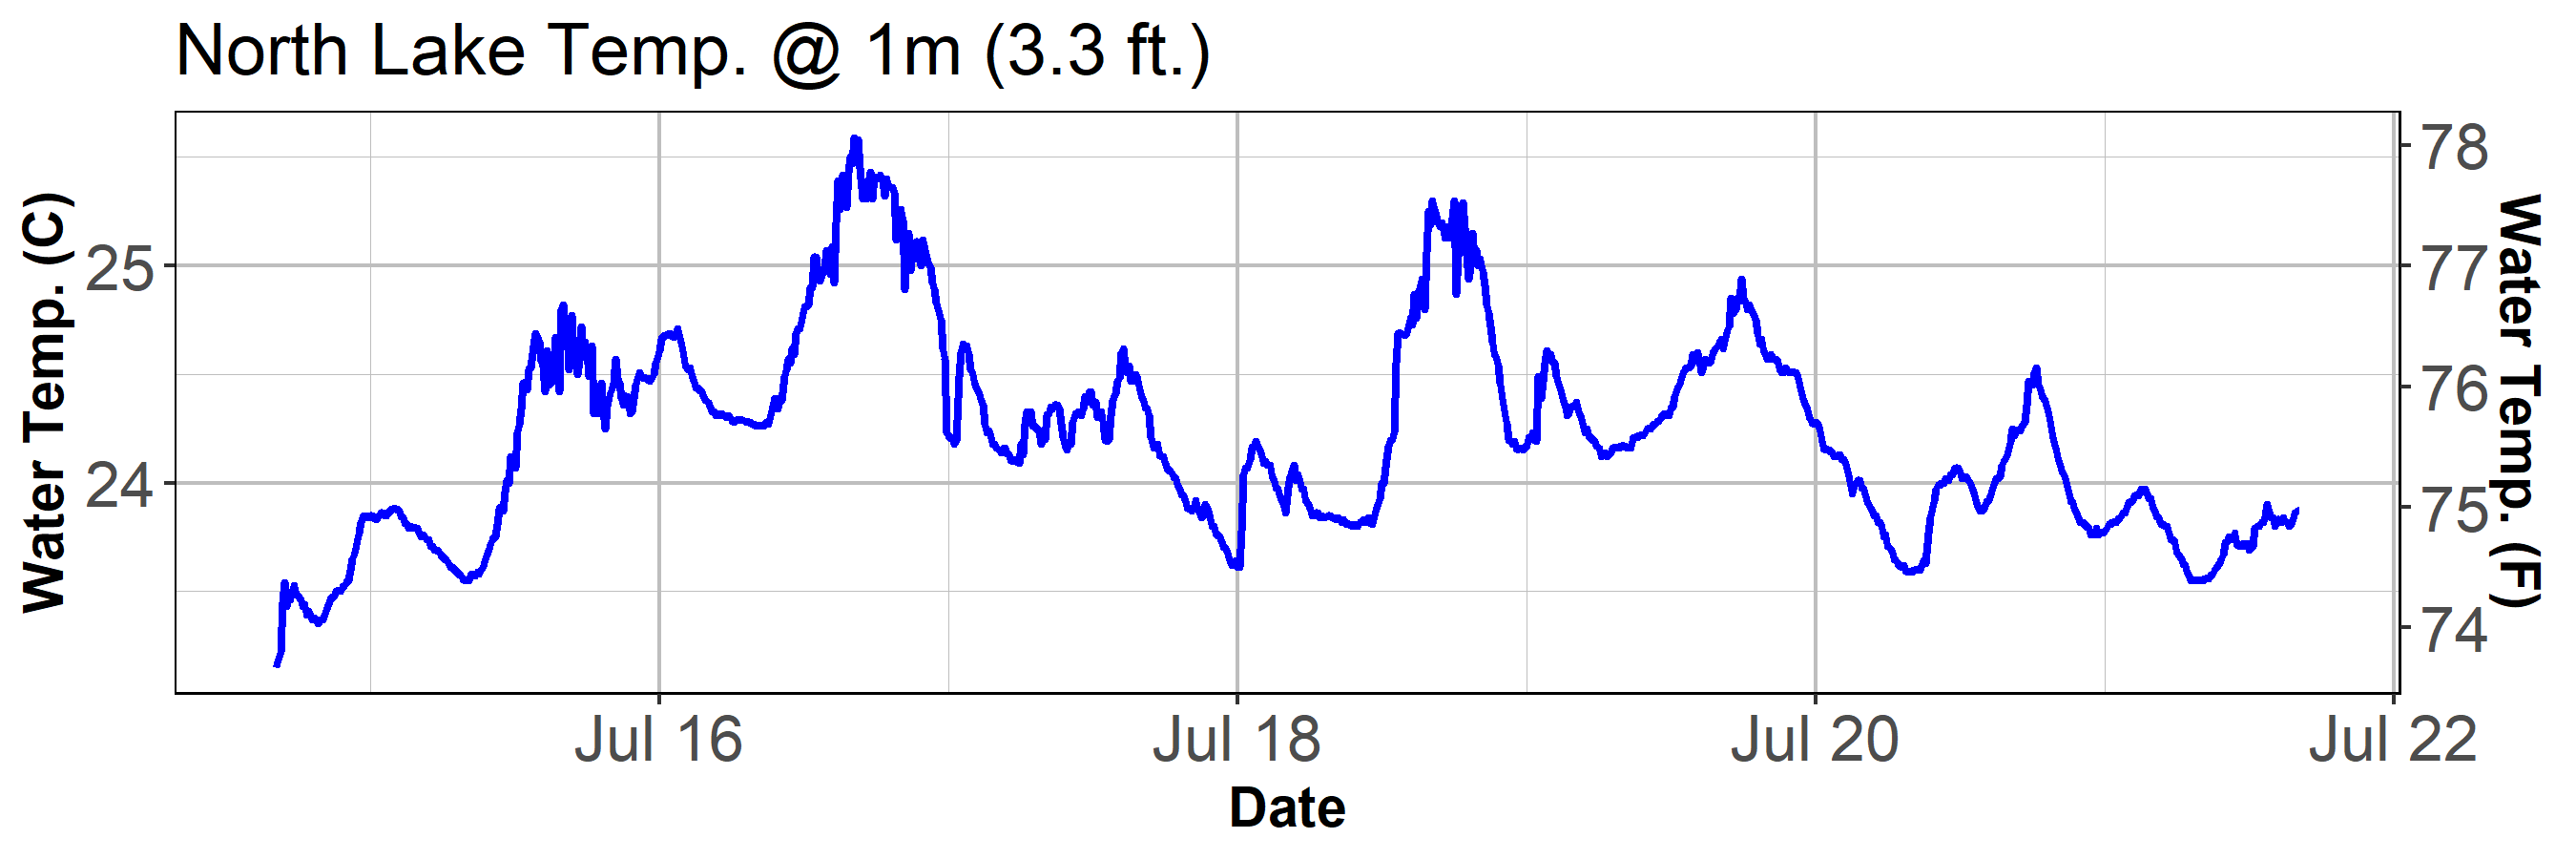 North Lake Temp. @ 1m (3.3 ft.)
Water Temp. (C)
25
24
78
77
76
75
74
Water Temp. (F)
Jul 16
Jul 18
Jul 20
Jul 22
Date